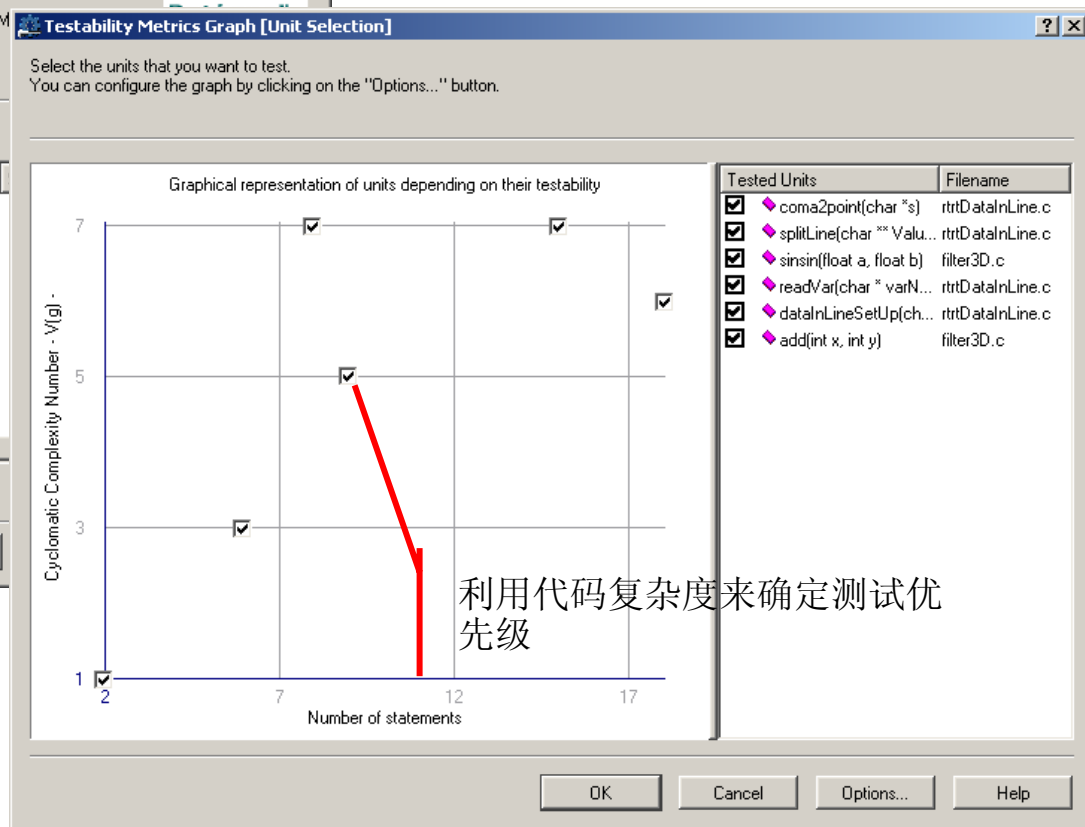 Testability Metrics Graph [Unit Selection]
Select the units that you want to test.
You can configure the graph by clicking on the "Options..." button.
Graphical representation of units depending on their testability
Cyclomatic Complexity Number - V(g) -
7
5
3
1
2
7
12
17
Number of statements
利用代码复杂度来确定测试优
先级
Tested Units Filename
coma2point(char *s) rtrtDataInLine.c
splitLine(char ** Valu... rtrtDataInLine.c
sinsin(float a, float b) filter3D.c
readVar(char * varN... rtrtDataInLine.c
dataInLineSetUp(ch... rtrtDataInLine.c
add(int x, int y) filter3D.c
OK Cancel Options... Help